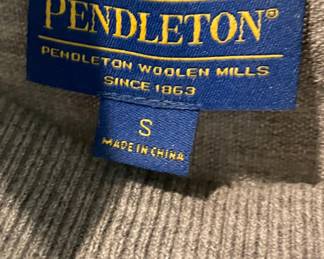 PENDLETON®
PENDLETON WOOLEN MILLS
SINCE 1863
S
MADE IN CHINA